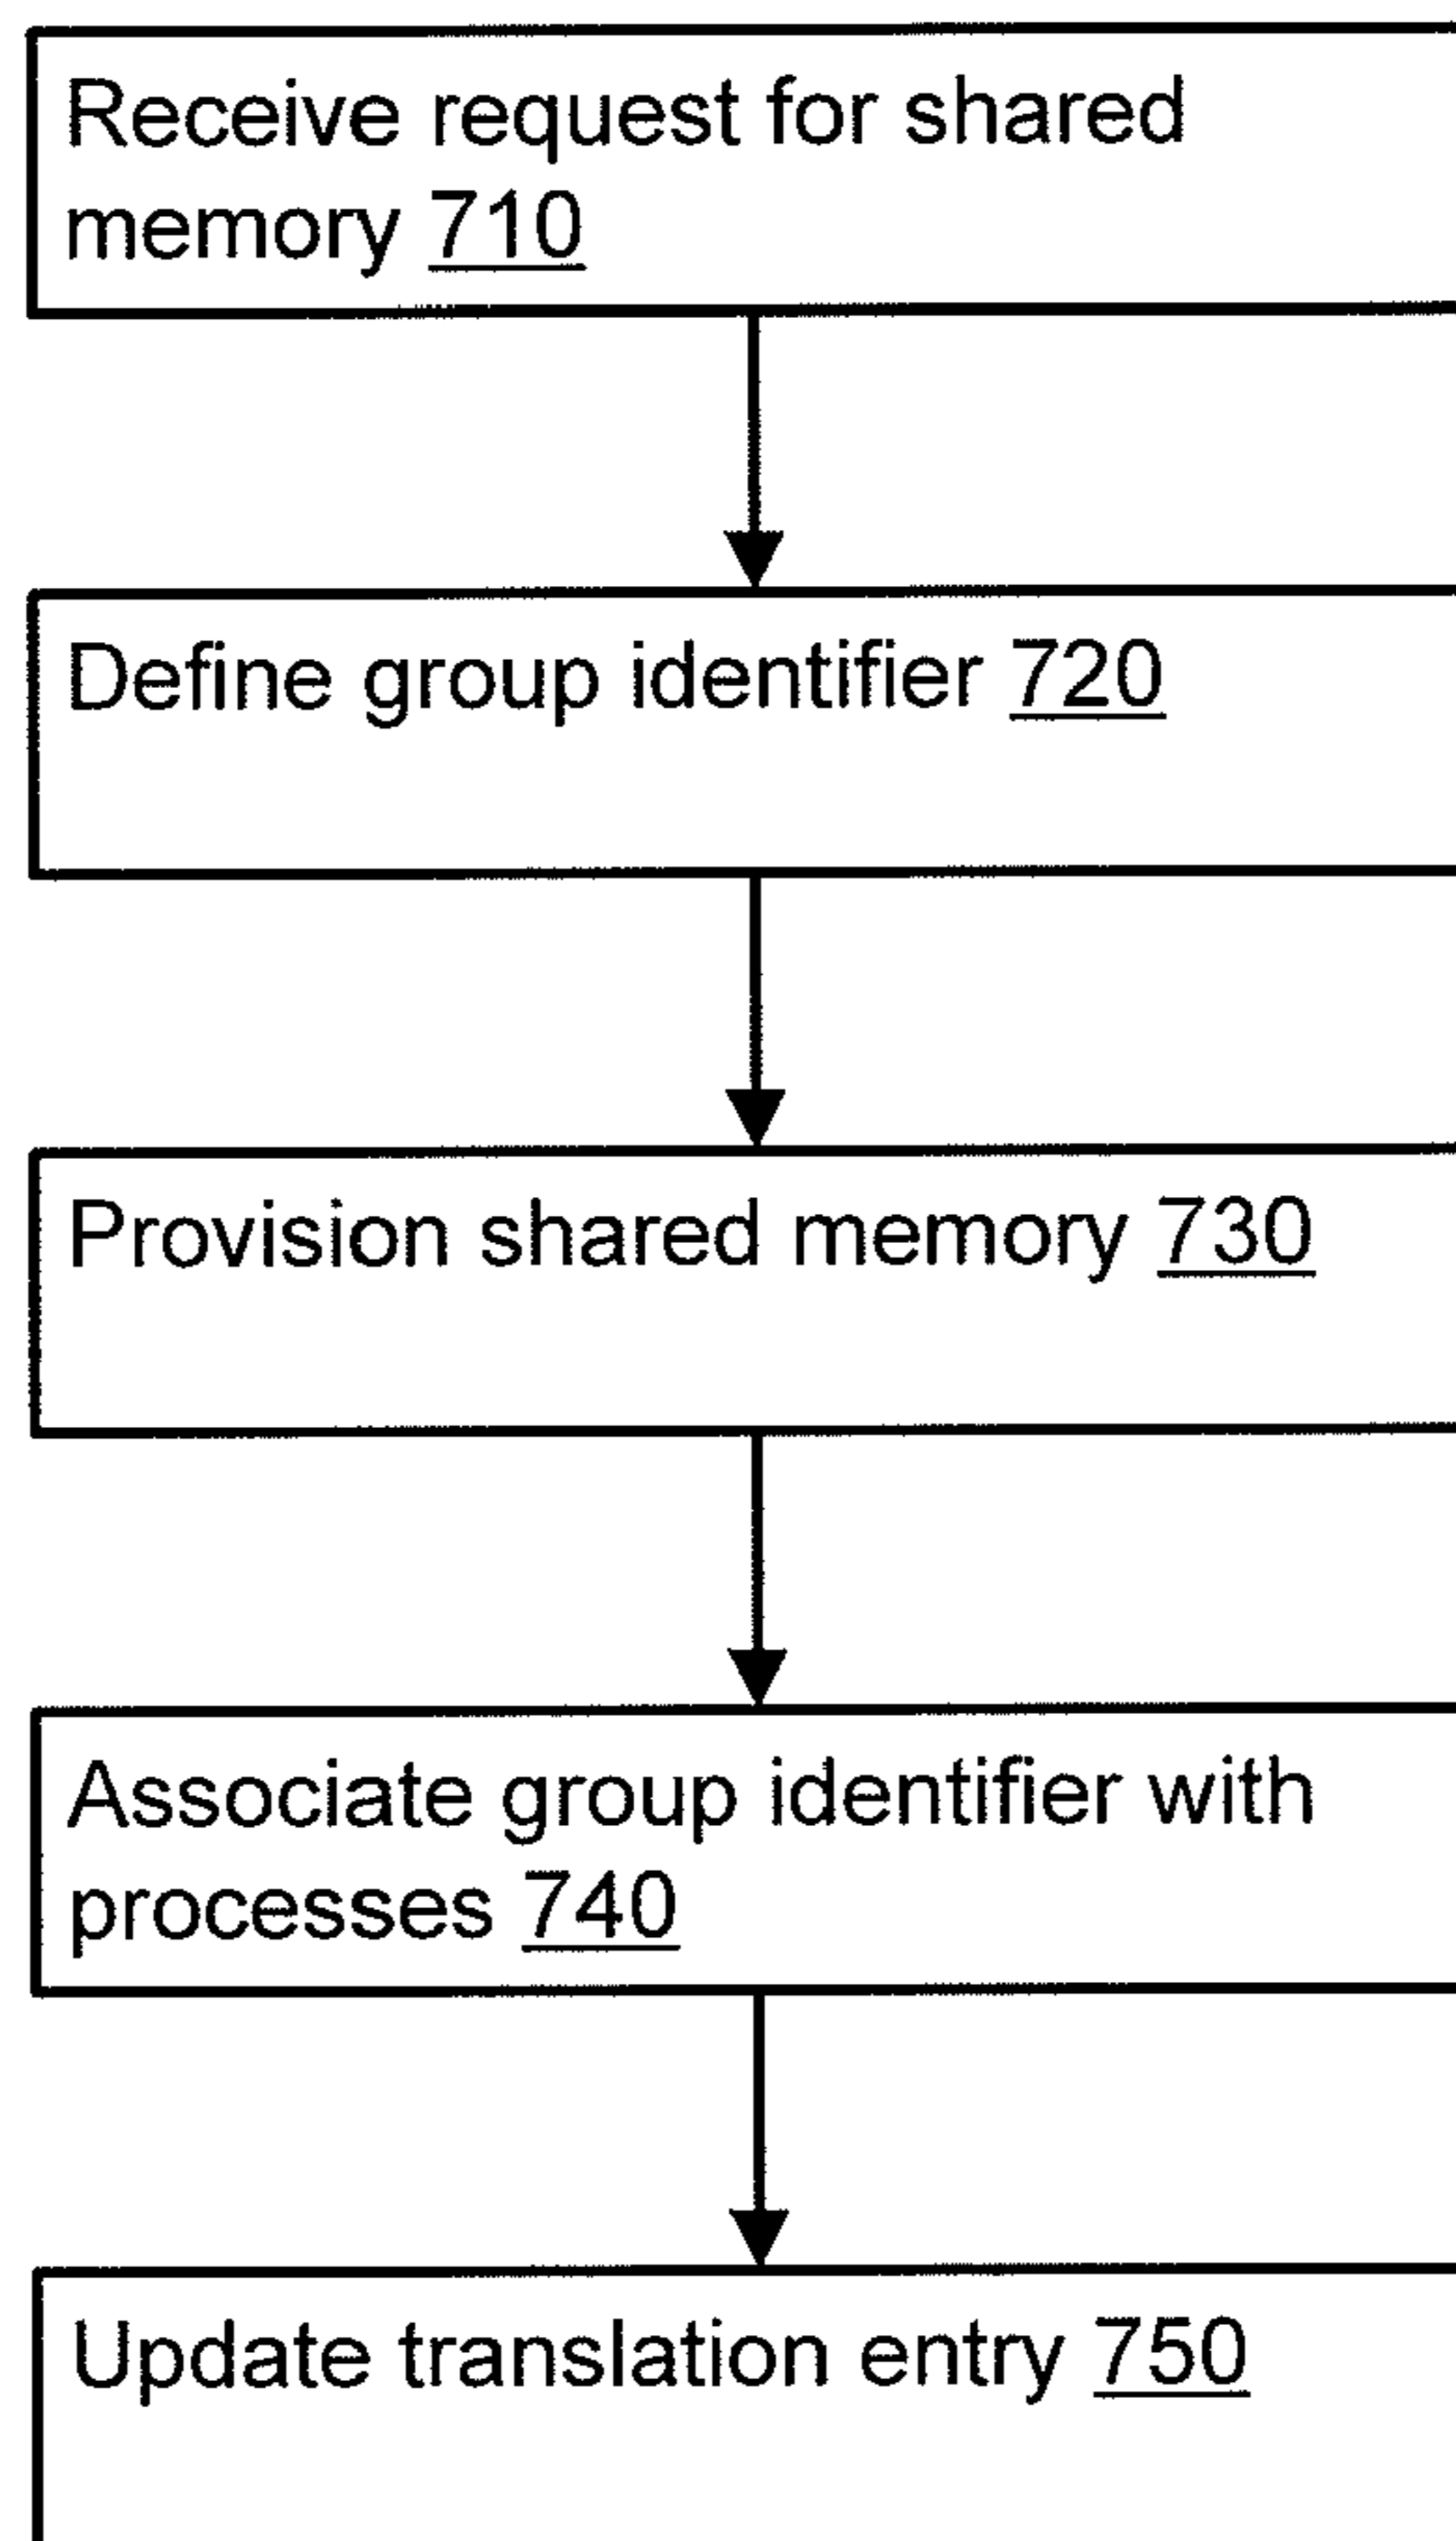 Receive request for shared
memory 710
Define group identifier 720
Provision shared memory 730
Associate group identifier with
processes 740
Update translation entry 750